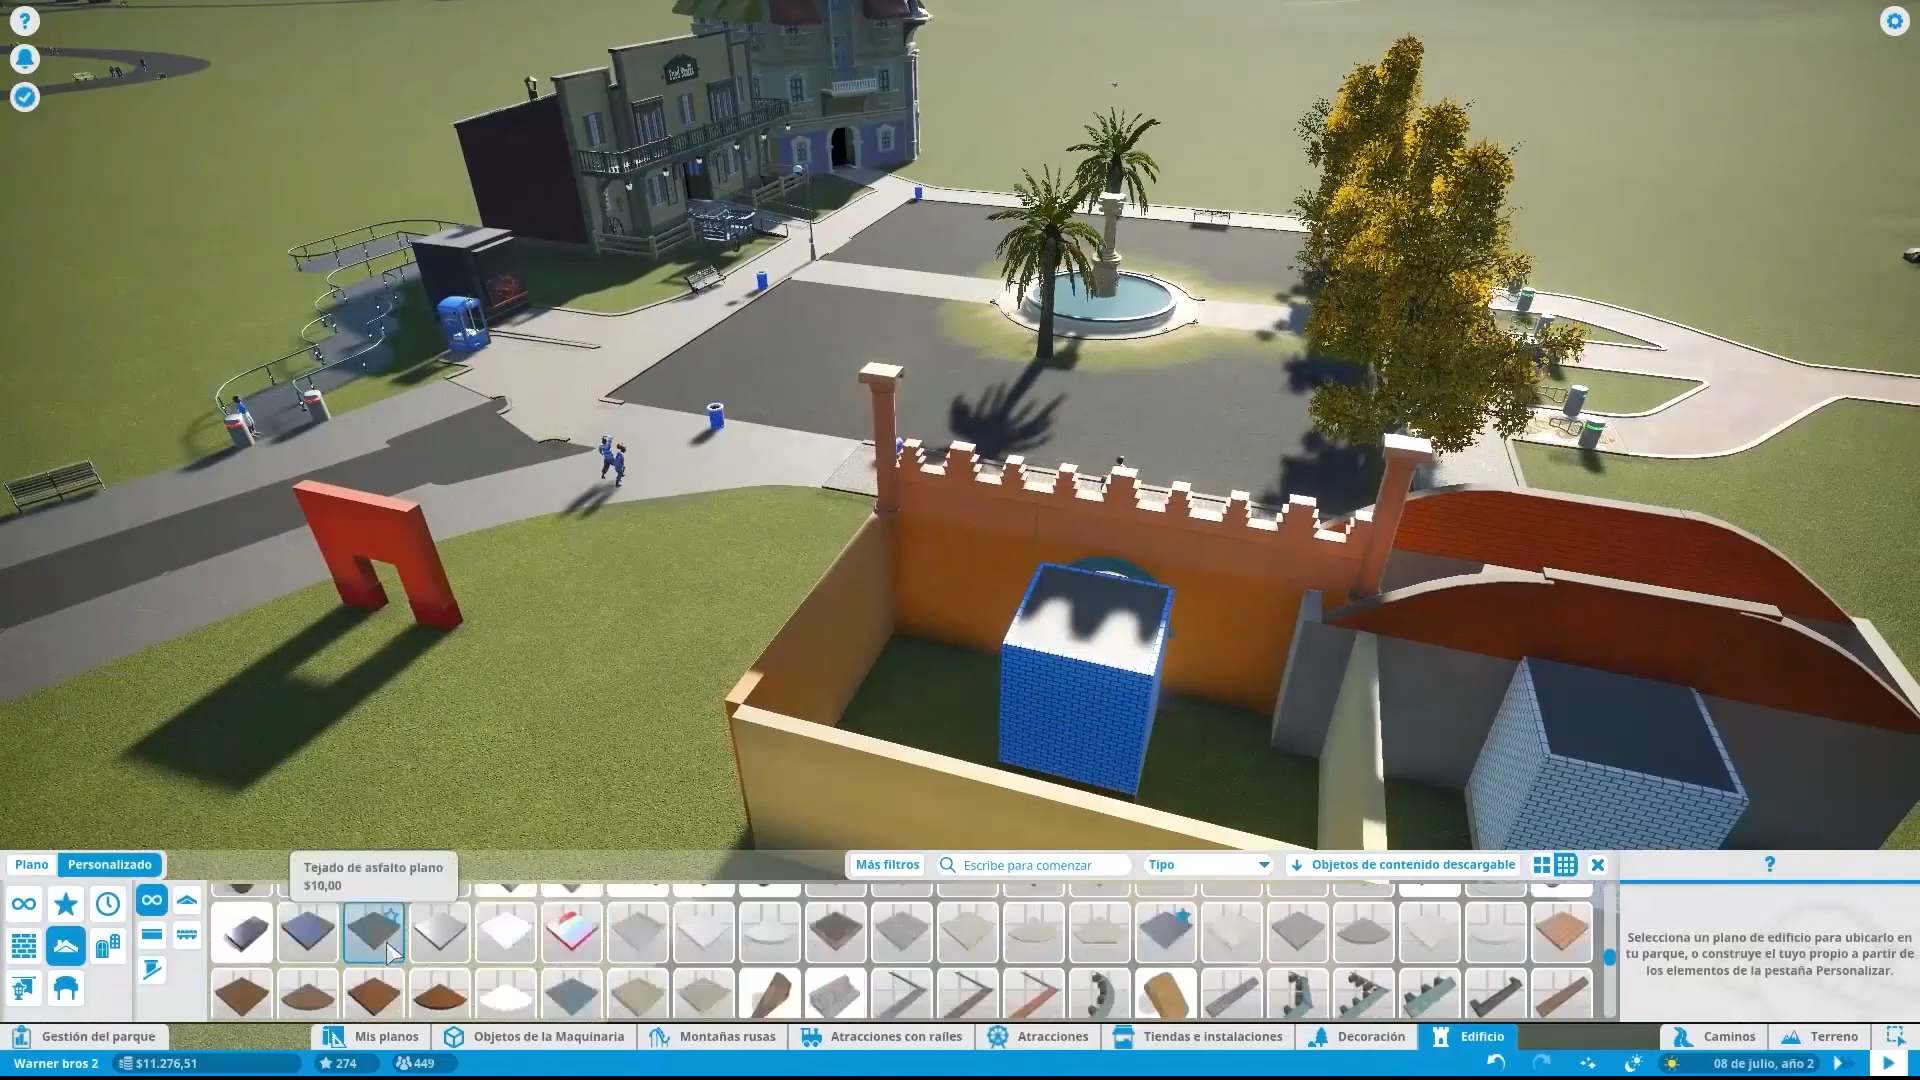 Food Stuffs
Tejado de asfalto plano
$10,00
Plano
Personalizado
Más filtros
Escribe para comenzar
Tipo
Objetos de contenido descargable
?
?
Selecciona un plano de edificio para ubicarlo en
tu parque, o construye el tuyo propio a partir de
los elementos de la pestaña Personalizar.
Gestión del parque
Mis planos
Objetos de la Maquinaria
Montañas rusas
Atracciones con raíles
Atracciones
Tiendas e instalaciones
Decoración
Edificio
Caminos
Terreno
Warner bros 2
$11.276,51
274
449
08 de julio, año 2